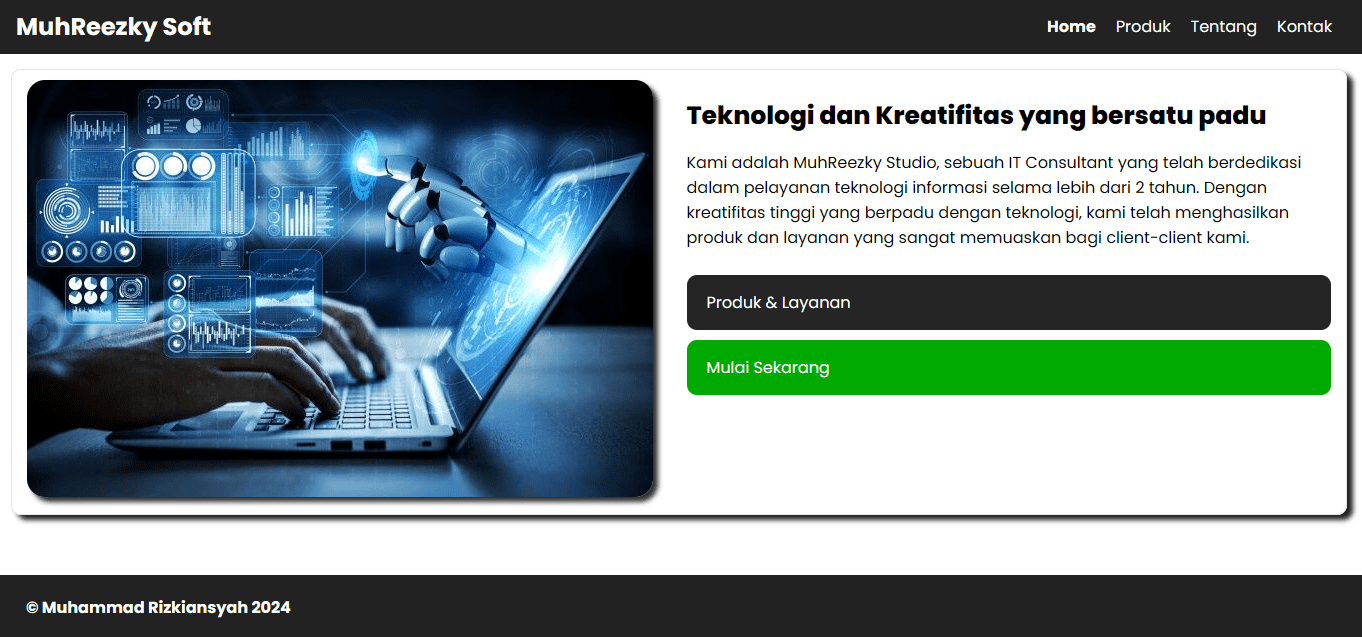 MuhReezky Soft
Home Produk Tentang Kontak
Teknologi dan Kreatifitas yang bersatu padu
Kami adalah MuhReezky Studio, sebuah IT Consultant yang telah berdedikasi
dalam pelayanan teknologi informasi selama lebih dari 2 tahun. Dengan
kreatifitas tinggi yang berpadu dengan teknologi, kami telah menghasilkan
produk dan layanan yang sangat memuaskan bagi client-client kami.
Produk & Layanan
Mulai Sekarang
© Muhammad Rizkiansyah 2024